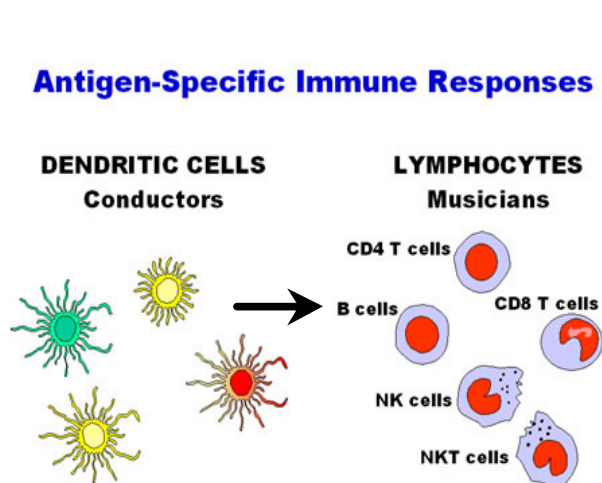 Antigen-Specific Immune Responses
DENDRITIC CELLS
Conductors
LYMPHOCYTES
Musicians
CD4 T cells
B cells
CD8 T cells
NK cells
NKT cells